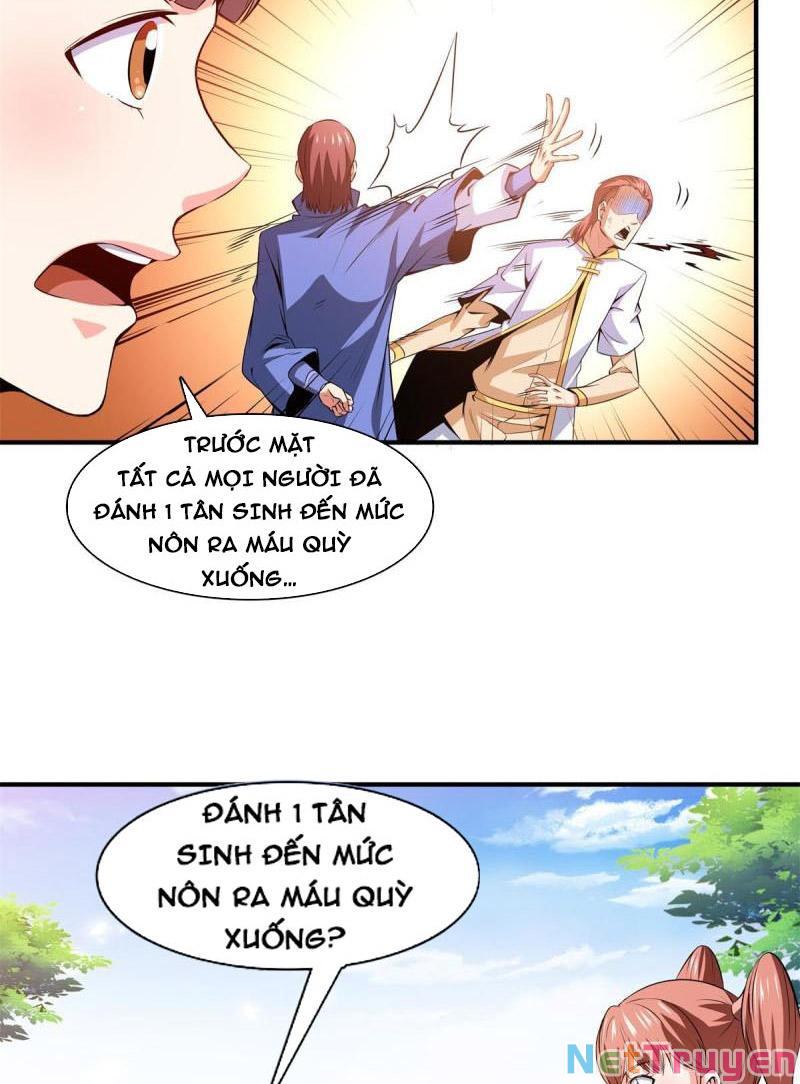 TRƯỚC MẶT
TẤT CẢ MỌI NGƯỜI ĐÃ
ĐÁNH 1 TÂN SINH ĐẾN MỨC
NÔN RA MÁU QUỲ
XUỐNG...
ĐÁNH 1 TÂN
SINH ĐẾN MỨC
NÔN RA MÁU QUỲ
XUỐNG?
NetTruyen